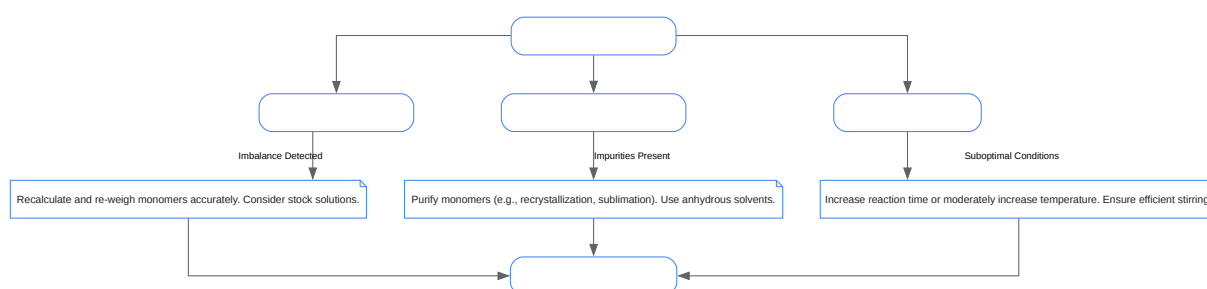 Imbalance Detected
Impurities Present
Suboptimal Conditions
Recalculate and re-weigh monomers accurately. Consider stock solutions.
Purify monomers (e.g., recrystallization, sublimation). Use anhydrous solvents.
Increase reaction time or moderately increase temperature. Ensure efficient stirring